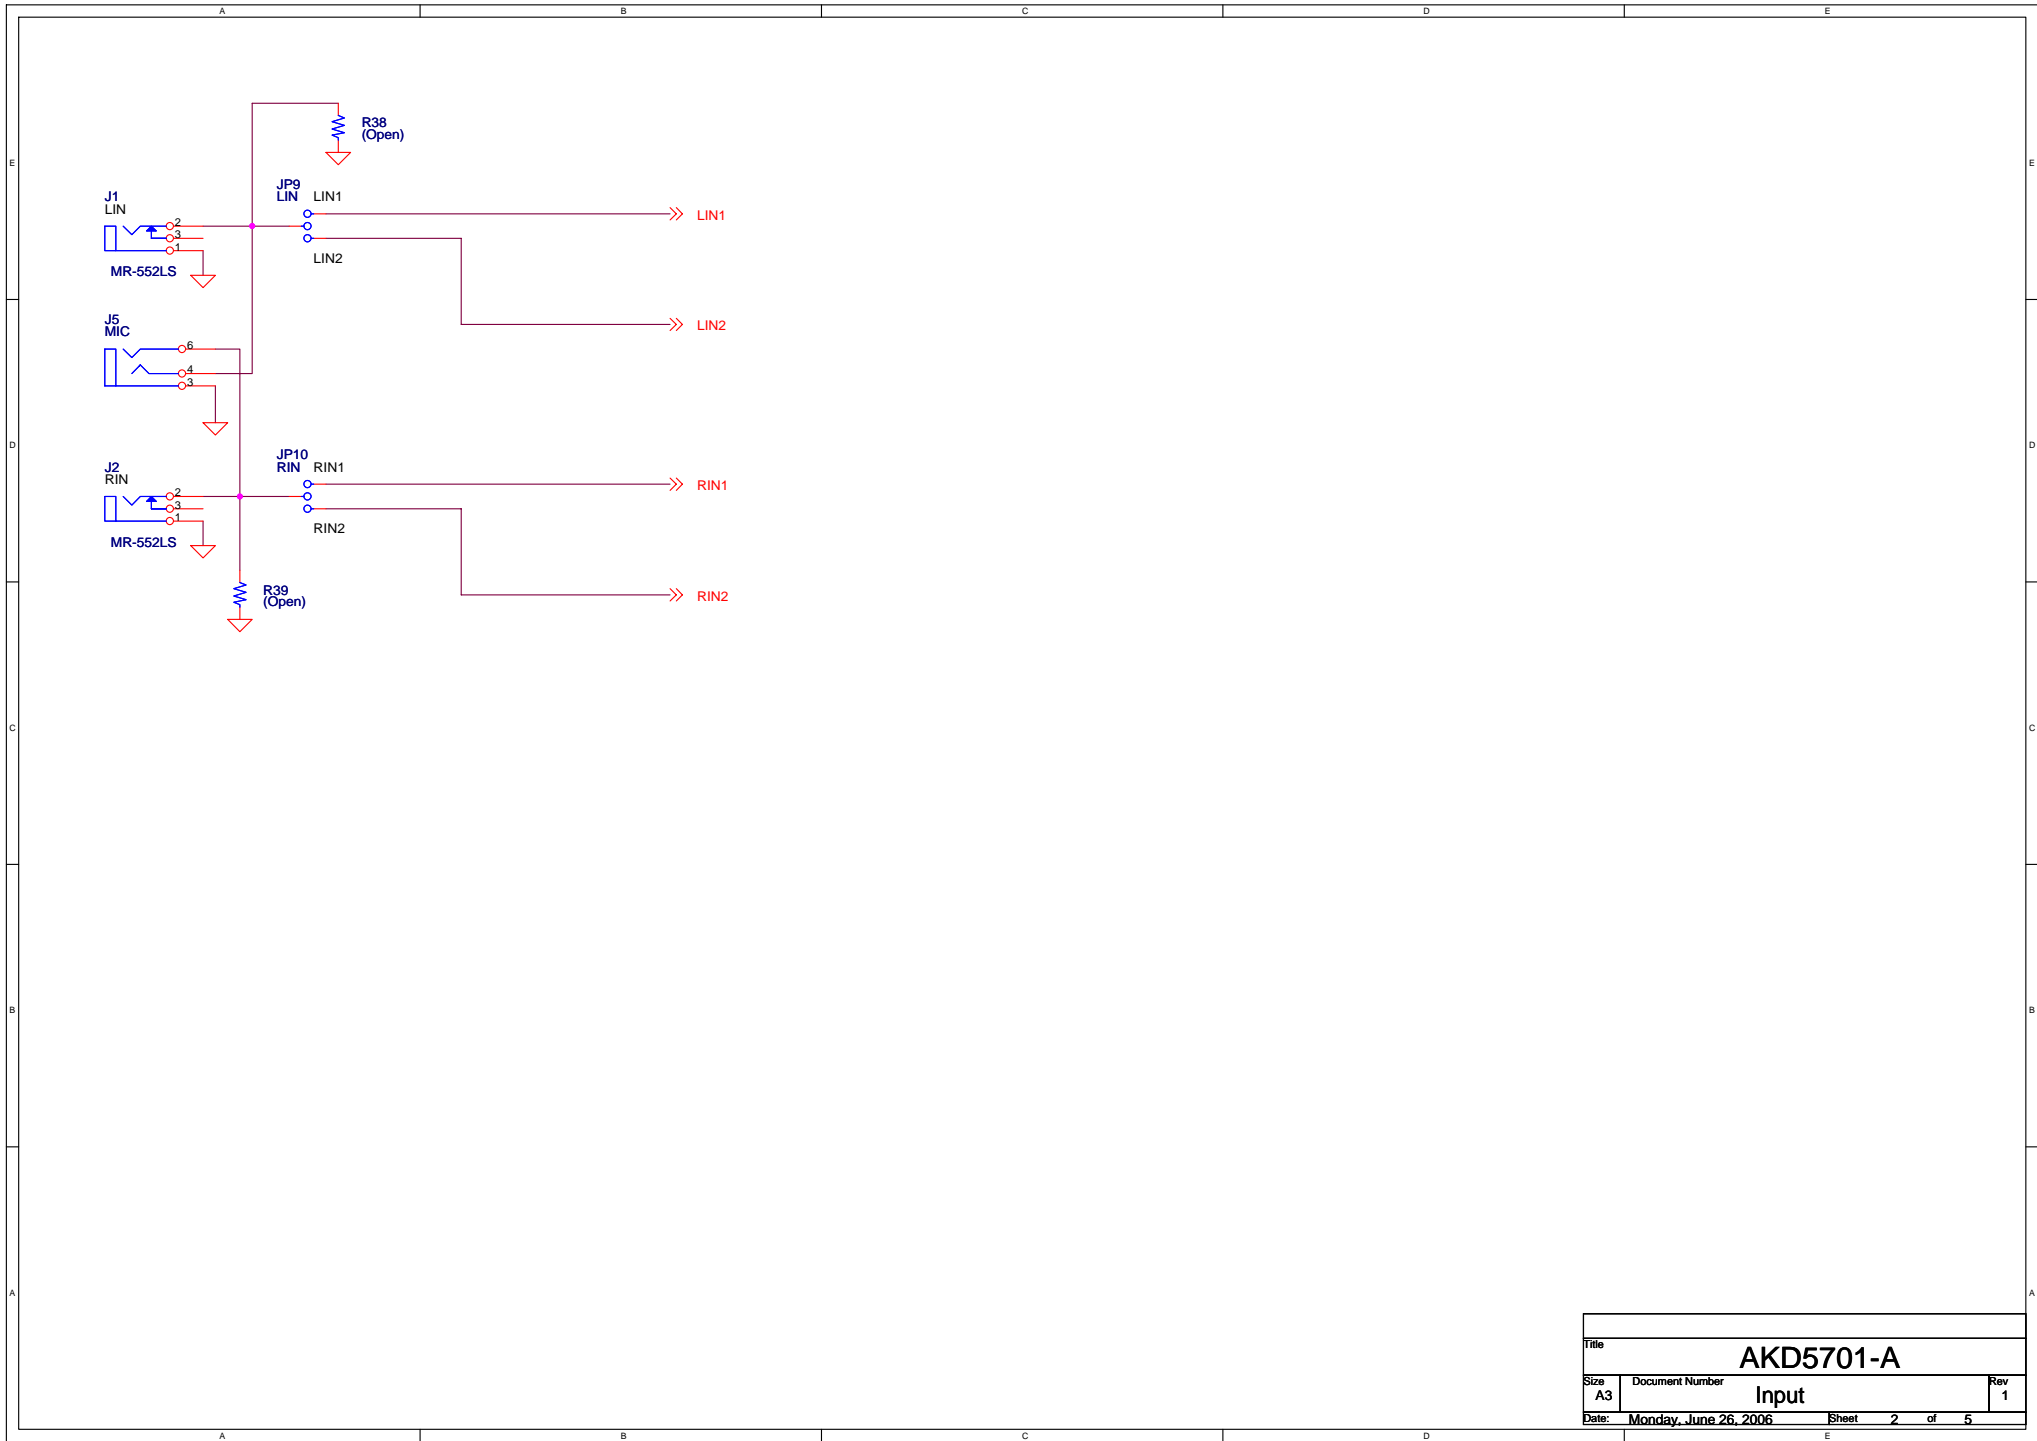 A B C D E
R38
(Open)
E E
JP9
LIN LIN1
J1
LIN
2
3
1
LIN1
LIN2
MR-552LS
J5
MIC
LIN2
6
4
3
D D
JP10
RIN RIN1
J2
RIN
2
3
1
RIN1
RIN2
MR-552LS
R39
(Open)
RIN2
C C
B B
A A
Title
AKD5701-A
Size Document Number Rev
A3 Input 1
Date: Monday, June 26, 2006 Sheet 2 of 5
A B C D E